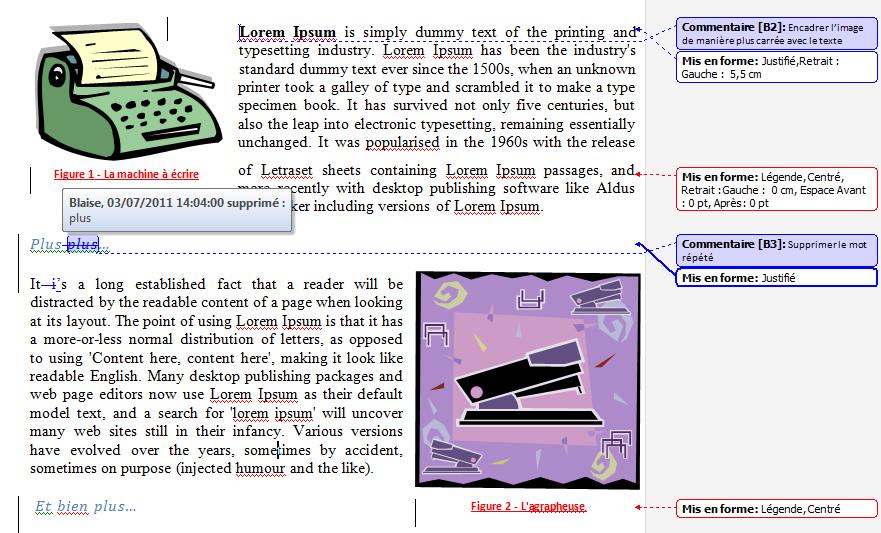 Lorem Ipsum is simply dummy text of the printing and
typesetting industry. Lorem Ipsum has been the industry's
standard dummy text ever since the 1500s, when an unknown
printer took a galley of type and scrambled it to make a type
specimen book. It has survived not only five centuries, but
also the leap into electronic typesetting, remaining essentially
unchanged. It was popularised in the 1960s with the release
of Letraset sheets containing Lorem Ipsum passages, and
more recently with desktop publishing software like Aldus
ker including versions of Lorem Ipsum.
Figure 1 - La machine à écrire
Blaise, 03/07/2011 14:04:00 supprimé :
plus
Plus plus...
It i's a long established fact that a reader will be
distracted by the readable content of a page when looking
at its layout. The point of using Lorem Ipsum is that it has
a more-or-less normal distribution of letters, as opposed
to using 'Content here, content here', making it look like
readable English. Many desktop publishing packages and
web page editors now use Lorem Ipsum as their default
model text, and a search for 'lorem ipsum' will uncover
many web sites still in their infancy. Various versions
have evolved over the years, sometimes by accident,
sometimes on purpose (injected humour and the like).
Figure 2 - L'agrapheuse
Et bien plus...
Commentaire [B2]: Encadrer l'image
de manière plus carrée avec le texte
Mis en forme: Justifié,Retrait :
Gauche : 5,5 cm
Mis en forme: Légende,Centré,
Retrait :Gauche : 0 cm, Espace Avant
: 0 pt, Après: 0 pt
Commentaire [B3]: Supprimer le mot
répété
Mis en forme: Justifié
Mis en forme: Légende,Centré